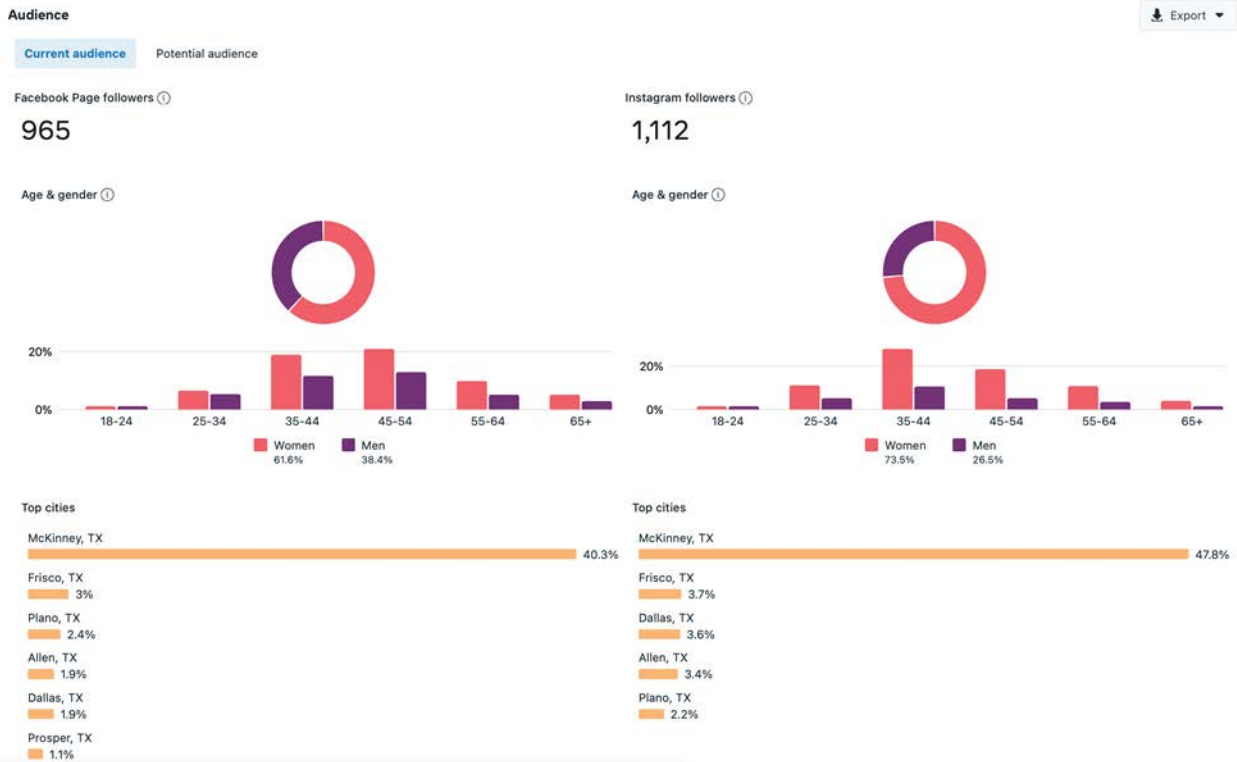 Audience
Export
Current audience
Potential audience
Facebook Page followers
965
Age & gender
20%
0%
18-24
25-34
35-44
45-54
55-64
65+
Women
61.6%
Men
38.4%
Top cities
McKinney, TX
40.3%
Frisco, TX
3%
Plano, TX
2.4%
Allen, TX
1.9%
Dallas, TX
1.9%
Prosper, TX
1.1%
Instagram followers
1,112
Age & gender
20%
0%
18-24
25-34
35-44
45-54
55-64
65+
Women
73.5%
Men
26.5%
Top cities
McKinney, TX
47.8%
Frisco, TX
3.7%
Dallas, TX
3.6%
Allen, TX
3.4%
Plano, TX
2.2%